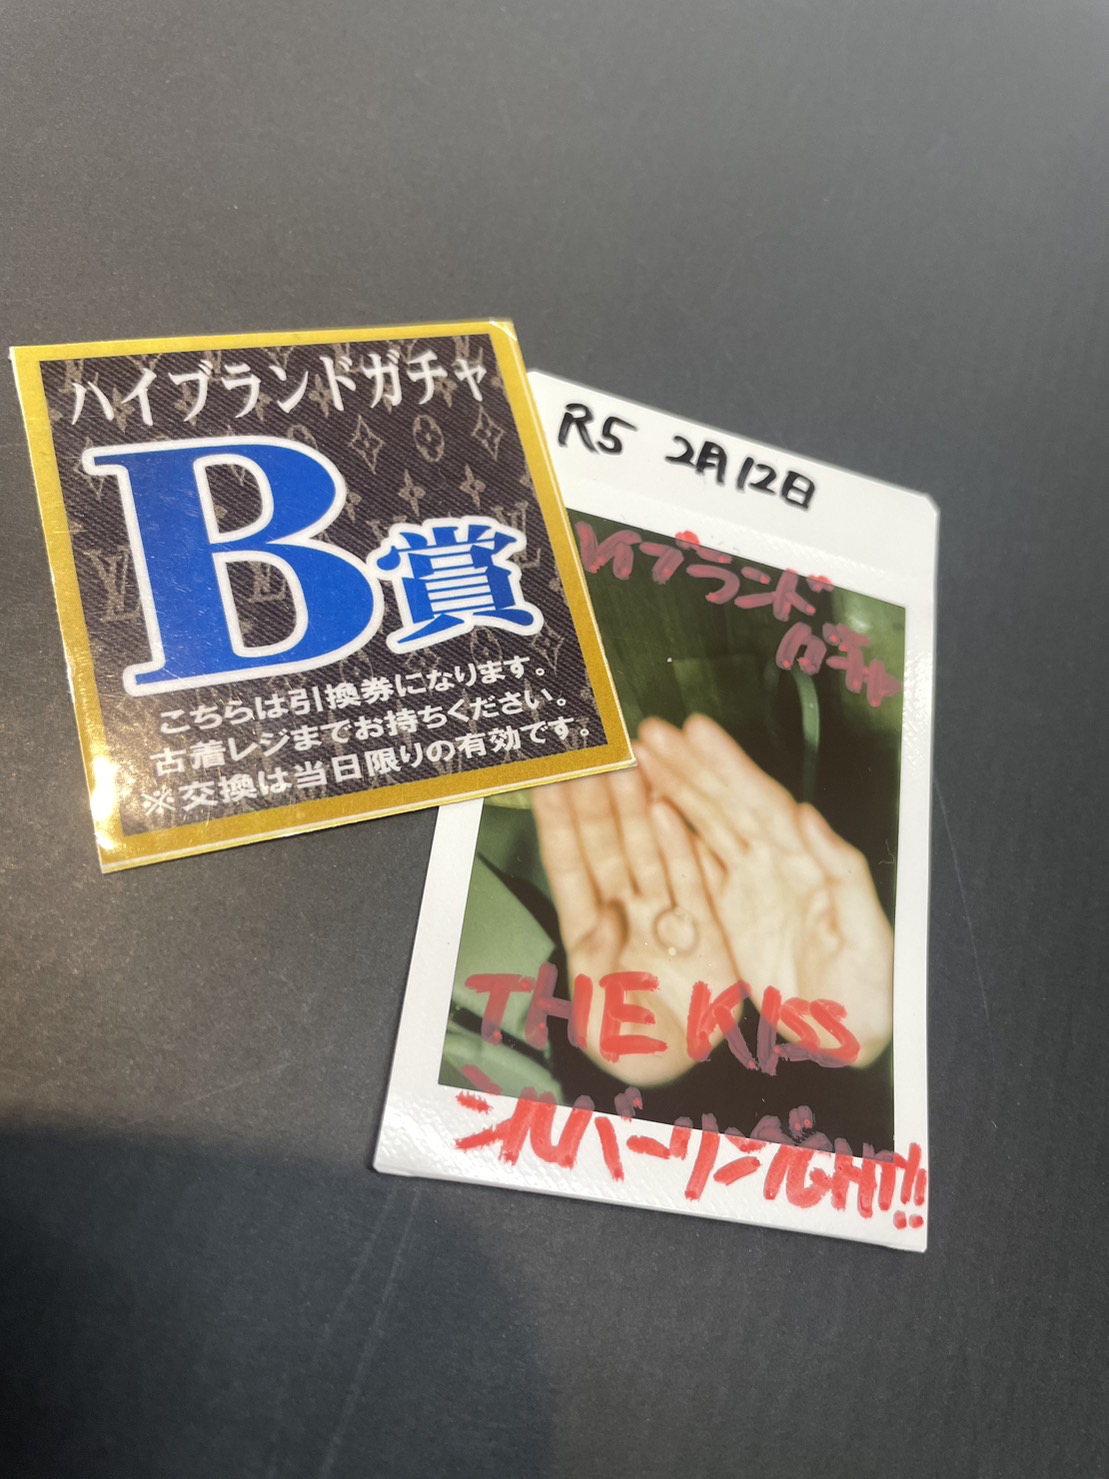 ハイブランドガチャ
B賞
こちらは引換券になります。
古着レジまでお持ちください。
※交換は当日限りの有効です。
R5 2月12日
ハイブランド
ガチャ
THE KISS
シルバーリングGHT!!